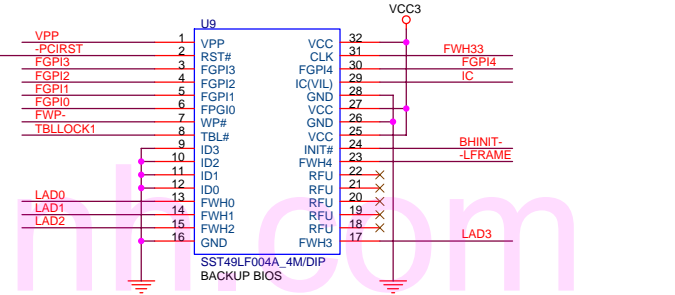 VCC3
U9
VPP 1 VPP VCC 32
-PCIRST 2 RST# CLK 31 FWH33
FGPI3 3 FGPI3 FGPI4 30 FGPI4
FGPI2 4 FGPI2 IC(VIL) 29 IC
FGPI1 5 FGPI1 GND 28
FGPI0 6 FPGI0 VCC 27
FWP- 7 WP# GND 26
TBLLOCK1 8 TBL# VCC 25
9 ID3 INIT# 24 BHINIT-
10 ID2 FWH4 23 -LFRAME
11 ID1 RFU 22
12 ID0 RFU 21
LAD0 13 FWH0 RFU 20
LAD1 14 FWH1 RFU 19
LAD2 15 FWH2 RFU 18
16 GND FWH3 17 LAD3
SST49LF004A_4M/DIP
BACKUP BIOS
nh.com